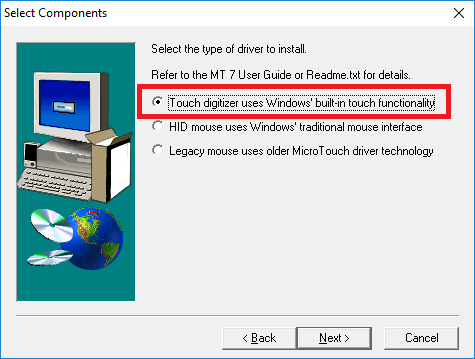 Select Components
Select the type of driver to install.
Refer to the MT 7 User Guide or Readme.txt for details.
Touch digitizer uses Windows' built-in touch functionality
HID mouse uses Windows' traditional mouse interface
Legacy mouse uses older MicroTouch driver technology
< Back
Next >
Cancel